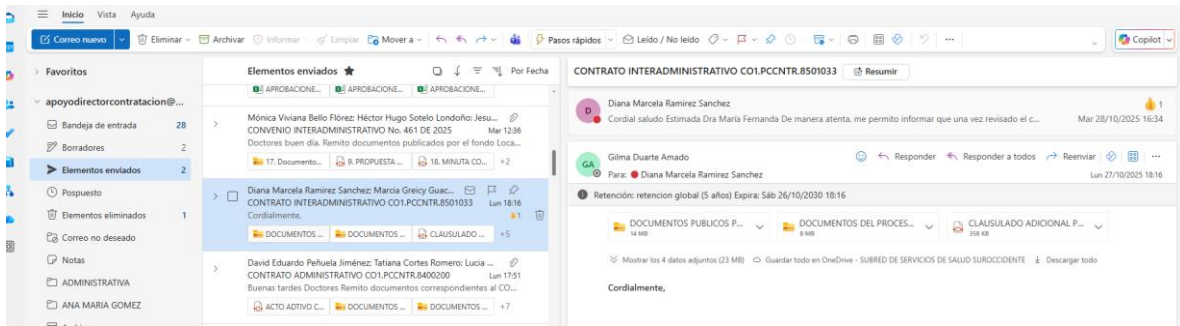 Inicio Vista Ayuda
Correo nuevo Eliminar Archivar Informar Limpiar Mover a Pasos rápidos Leído / No leído ... Copilot
Favoritos
apoyodirectorcontratacion@...
Bandeja de entrada 28
Borradores 2
Elementos enviados 2
Pospuesto
Elementos eliminados 1
Correo no deseado
Notas
ADMINISTRATIVA
ANA MARIA GOMEZ
Elementos enviados Por Fecha
APROBACIONE... APROBACIONE... APROBACIONE...
Mónica Viviana Bello Flórez; Héctor Hugo Sotelo Londoño; Jesu...
CONVENIO INTERADMINISTRATIVO No. 461 DE 2025 Mar 12:36
Doctores buen día. Remito documentos publicados por el fondo Loca...
17. Documento... 9. PROPUESTA ... 18. MINUTA CO... +2
Diana Marcela Ramirez Sanchez; Marcia Greicy Guac...
CONTRATO INTERADMINISTRATIVO CO1.PCCNTR.8501033 Lun 18:16
Cordialmente, 1
DOCUMENTOS ... DOCUMENTOS ... CLAUSULADO ... +5
David Eduardo Peñuela Jiménez; Tatiana Cortes Romero; Lucia ...
CONTRATO ADMINISTRATIVO CO1.PCCNTR.8400200 Lun 17:51
Buenas tardes Doctores Remito documentos correspondientes al CO...
ACTO ADTIVO C... DOCUMENTOS ... DOCUMENTOS ... +7
CONTRATO INTERADMINISTRATIVO CO1.PCCNTR.8501033 Resumir
D Diana Marcela Ramirez Sanchez 1
Cordial saludo Estimada Dra María Fernanda De manera atenta, me permito informar que una vez revisado el c... Mar 28/10/2025 16:34
GA Gilma Duarte Amado Responder Responder a todos Reenviar ...
Para: Diana Marcela Ramirez Sanchez Lun 27/10/2025 18:16
Retención: retencion global (5 años) Expira: Sáb 26/10/2030 18:16
DOCUMENTOS PUBLICOS P... DOCUMENTOS DEL PROCES... CLAUSULADO ADICIONAL P...
14 MB 8 MB 358 KB
Mostrar los 4 datos adjuntos (23 MB) Guardar todo en OneDrive - SUBRED DE SERVICIOS DE SALUD SUROCCIDENTE Descargar todo
Cordialmente,